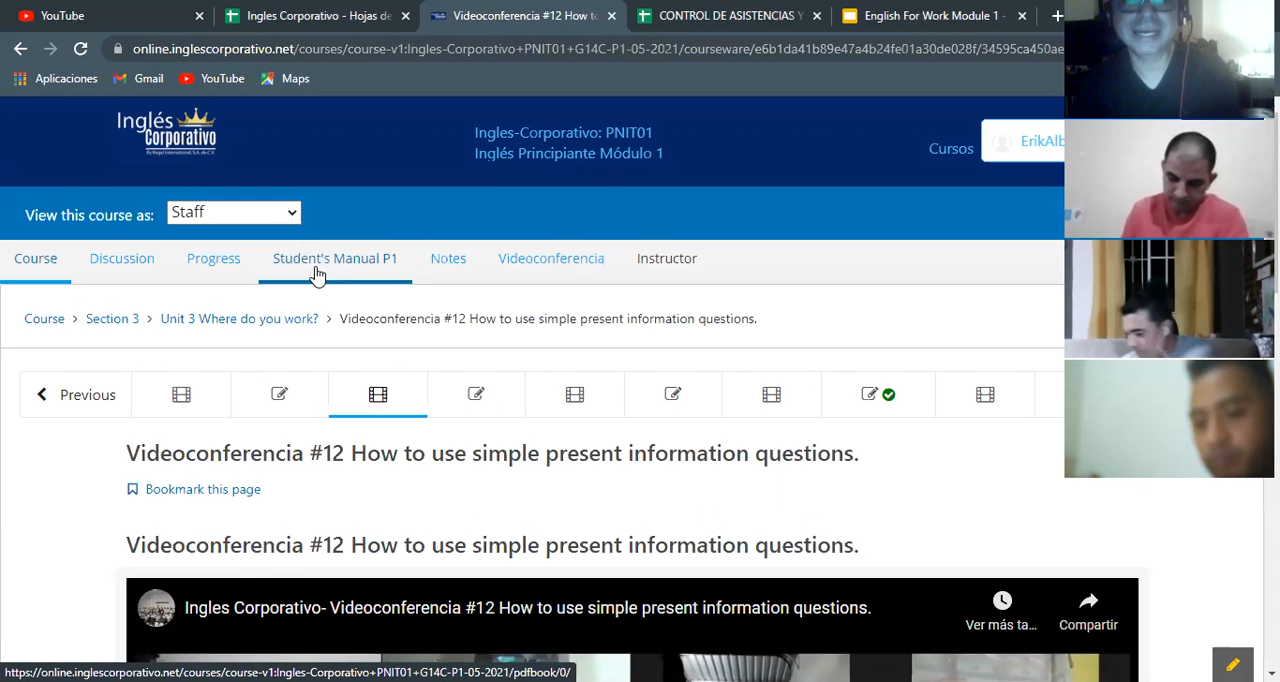 YouTube
Ingles Corporativo - Hojas de
Videoconferencia #12 How to
CONTROL DE ASISTENCIAS Y
English For Work Module 1 -
online.inglescorporativo.net/courses/course-v1:Ingles-Corporativo+PNIT01+G14C-P1-05-2021/courseware/e6b1da41b89e47a4b24fe01a30de028f/34595ca450ae
Aplicaciones
Gmail
YouTube
Maps
Inglés
Corporativo
By Regal International, S.A. de C.V.
Ingles-Corporativo: PNIT01
Inglés Principiante Módulo 1
Cursos
ErikAlb
View this course as:
Staff
Course
Discussion
Progress
Student's Manual P1
Notes
Videoconferencia
Instructor
Course > Section 3 > Unit 3 Where do you work? > Videoconferencia #12 How to use simple present information questions.
Previous
Videoconferencia #12 How to use simple present information questions.
Bookmark this page
Videoconferencia #12 How to use simple present information questions.
Ingles Corporativo- Videoconferencia #12 How to use simple present information questions.
Ver más ta...
Compartir
https://online.inglescorporativo.net/courses/course-v1:Ingles-Corporativo+PNIT01+G14C-P1-05-2021/pdfbook/0/